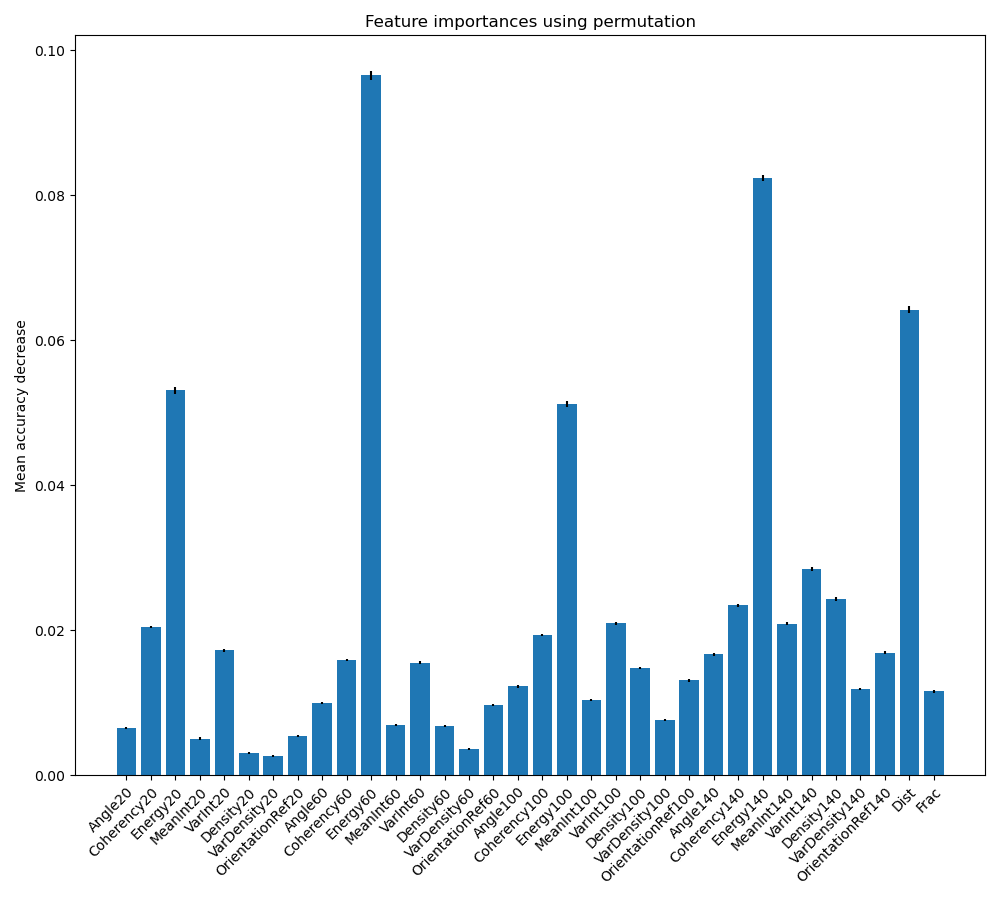 Feature importances using permutation
Mean accuracy decrease
0.10
0.08
0.06
0.04
0.02
0.00
Angle20
Coherency20
Energy20
MeanInt20
VarInt20
Density20
VarDensity20
OrientationRef20
Angle60
Coherency60
Energy60
MeanInt60
VarInt60
Density60
VarDensity60
OrientationRef60
Angle100
Coherency100
Energy100
MeanInt100
VarInt100
Density100
VarDensity100
OrientationRef100
Angle140
Coherency140
Energy140
MeanInt140
VarInt140
Density140
VarDensity140
OrientationRef140
Dist
Frac